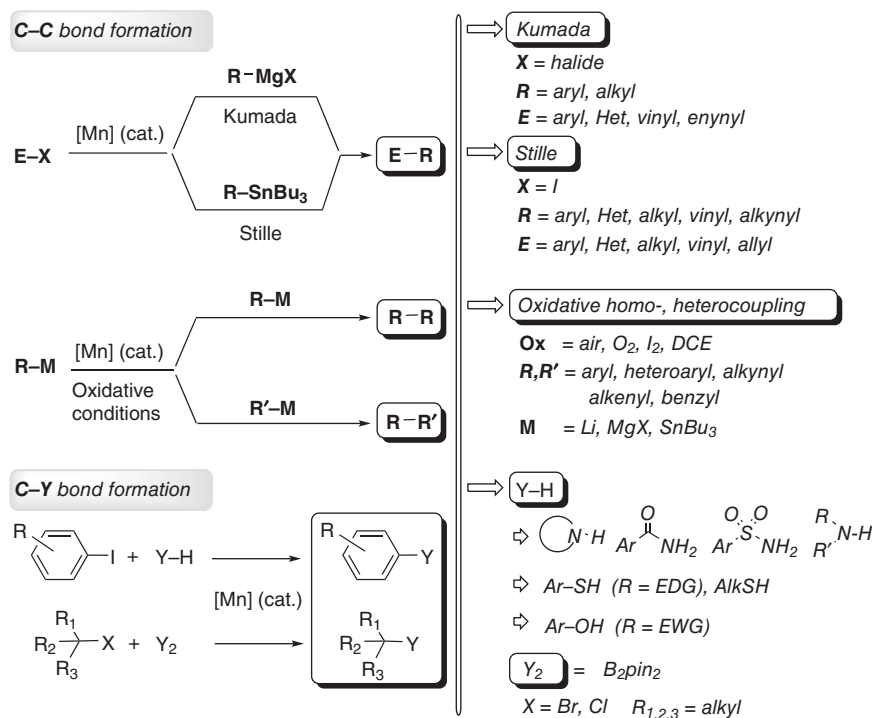 C–C bond formation
R–MgX
Kumada
[Mn] (cat.)
E–X
E–R
R–SnBu3
Stille
R–M
R–R
[Mn] (cat.)
R–M
Oxidative
conditions
R′–M
R–R′
C–Y bond formation
R
I + Y–H
R
Y
[Mn] (cat.)
R1
R2 X + Y2
R3
R1
R2 Y
R3
Kumada
X = halide
R = aryl, alkyl
E = aryl, Het, vinyl, enynyl
Stille
X = I
R = aryl, Het, alkyl, vinyl, alkynyl
E = aryl, Het, alkyl, vinyl, allyl
Oxidative homo-, heterocoupling
Ox = air, O2, I2, DCE
R,R′ = aryl, heteroaryl, alkynyl
alkenyl, benzyl
M = Li, MgX, SnBu3
Y–H
N H
O
Ar NH2
O O
Ar S NH2
R
N-H
R′
Ar–SH (R = EDG), AlkSH
Ar–OH (R = EWG)
Y2 = B2pin2
X = Br, Cl R1,2,3 = alkyl